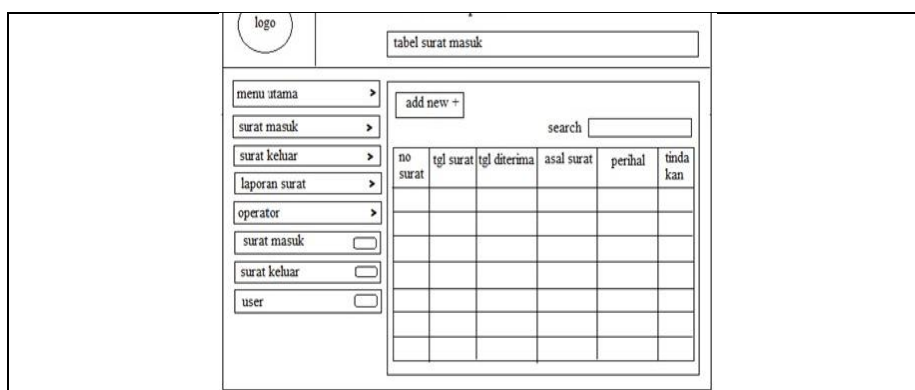 logo
tabel surat masuk
menu utama >
surat masuk >
surat keluar >
laporan surat >
operator >
surat masuk
surat keluar
user
add new +
search
no surat
tgl surat
tgl diterima
asal surat
perihal
tinda
kan